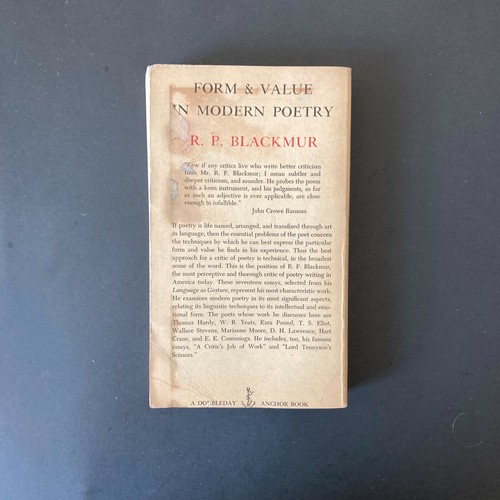 FORM & VALUE
IN MODERN POETRY
R. P. BLACKMUR
"Few if any critics live who write better criticism
than Mr. R. P. Blackmur; I mean subtler and
deeper criticism, and sounder. He probes the poem
with a keen instrument, and his judgments, so far
as such an adjective is ever applicable, are close
enough to infallible."
John Crowe Ransom
If poetry is life named, arranged, and transfixed through art
in language, then the essential problems of the poet concern
the techniques by which he can best express the particular
form and value he finds in his experience. Thus the best
approach for a critic of poetry is technical, in the broadest
sense of the word. This is the position of R. P. Blackmur,
the most perceptive and thorough critic of poetry writing in
America today. These seventeen essays, selected from his
Language as Gesture, represent his most characteristic work.
He examines modern poetry in its most significant aspects,
relating its linguistic techniques to its intellectual and emo-
tional form. The poets whose work he discusses here are
Thomas Hardy, W. B. Yeats, Ezra Pound, T. S. Eliot,
Wallace Stevens, Marianne Moore, D. H. Lawrence, Hart
Crane, and E. E. Cummings. He includes, too, his famous
essays, "A Critic's Job of Work" and "Lord Tennyson's
Scissors."
A DOUBLEDAY ANCHOR BOOK